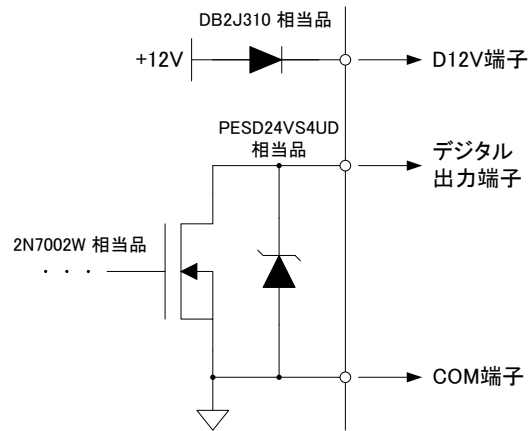 DB2J310 相当品
+12V
D12V端子
PESD24VS4UD
相当品
デジタル
出力端子
2N7002W 相当品
・・・
COM端子